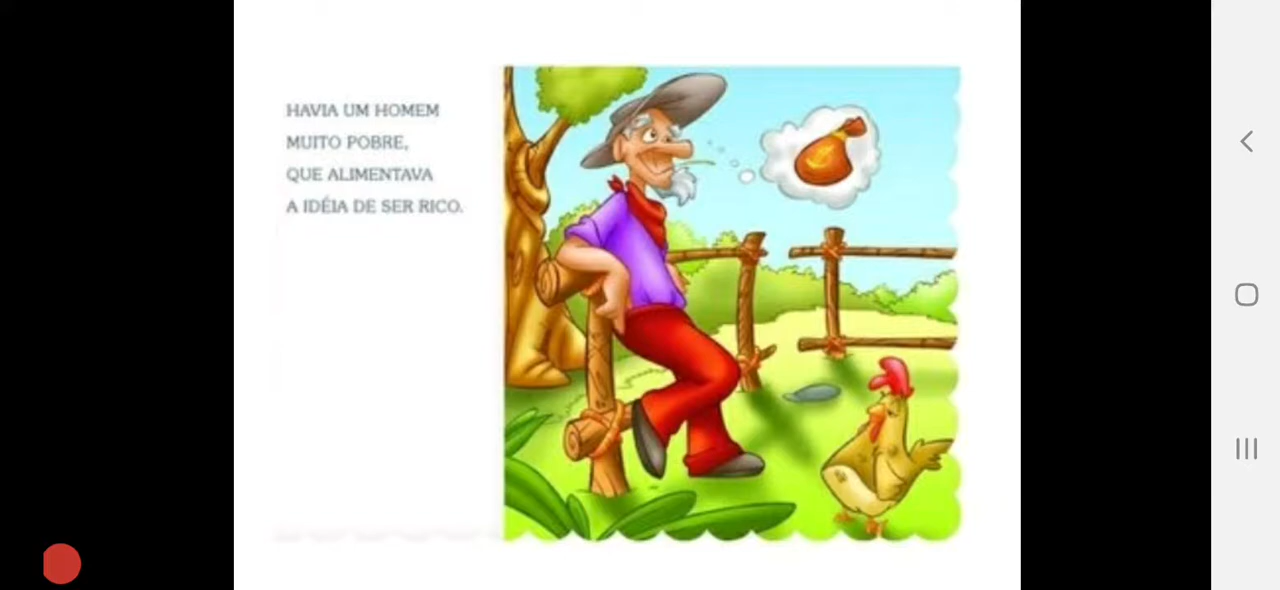 HAVIA UM HOMEM
MUITO POBRE,
QUE ALIMENTAVA
A IDÉIA DE SER RICO.